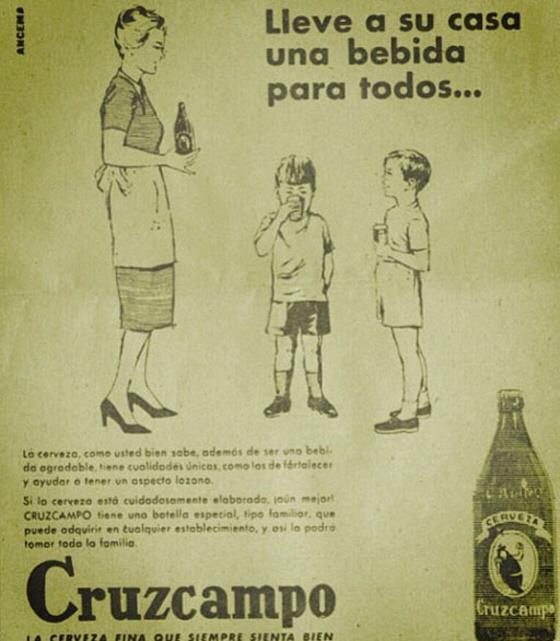 ANCEMA
Lleve a su casa
una bebida
para todos...
La cerveza, como usted bien sabe, además de ser una bebi-
da agradable, tiene cualidades únicas, como las de fortalecer
y ayudar a tener un aspecto lozano.
Si la cerveza está cuidadosamente elaborada, ¡aún mejor!
CRUZCAMPO tiene una botella especial, tipo familiar, que
puede adquirir en cualquier establecimiento, y así la podrá
tomar toda la familia.
CERVEZA
Cruzcampo
Cruzcampo
LA CERVEZA FINA QUE SIEMPRE SIENTA BIEN